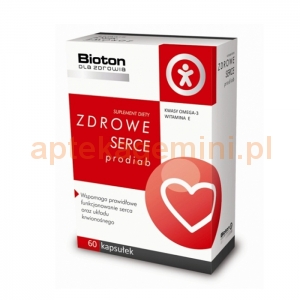 Bioton
DLA ZDROWIA
SUPLEMENT DIETY
ZDROWE
SERCE
prodiab
KWASY OMEGA-3
WITAMINA E
aptekagemini.pl
Wspomaga prawidłowe
funkcjonowanie serca
oraz układu
krwionośnego
60 kapsułek